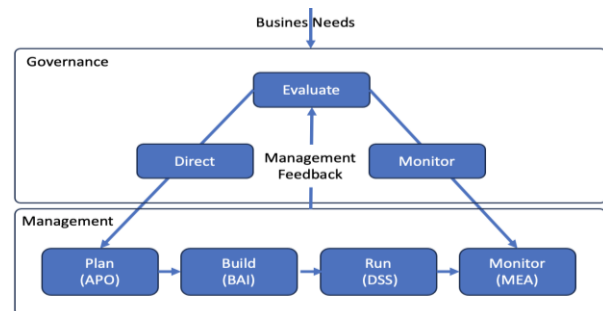 Busines Needs
Governance
Evaluate
Direct
Management
Feedback
Monitor
Management
Plan
(APO)
Build
(BAI)
Run
(DSS)
Monitor
(MEA)